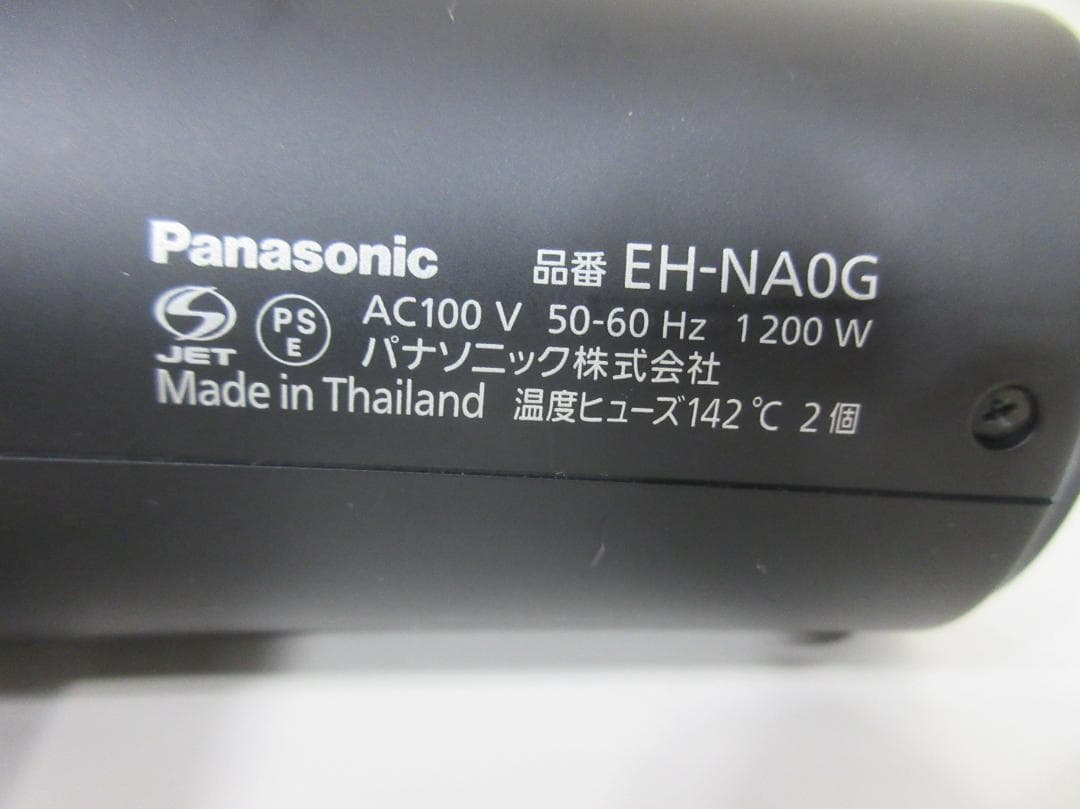 Panasonic 品番 EH-NA0G
JET PSE AC100 V 50-60 Hz 1200 W
パナソニック株式会社
Made in Thailand 温度ヒューズ142℃ 2個